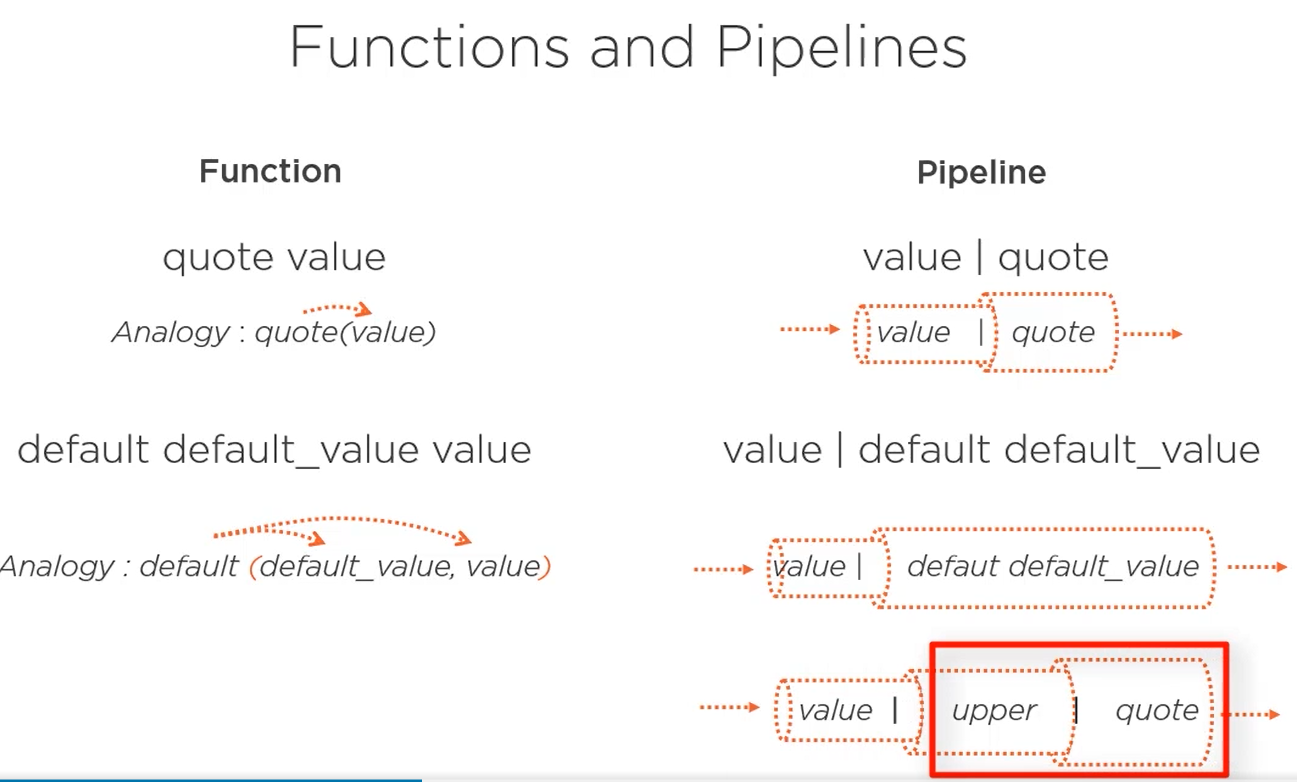 Functions and Pipelines
Function
quote value
Analogy : quote(value)
default default_value value
Analogy : default (default_value, value)
Pipeline
value | quote
value | quote
value | default default_value
value | defaut default_value
value | upper | quote